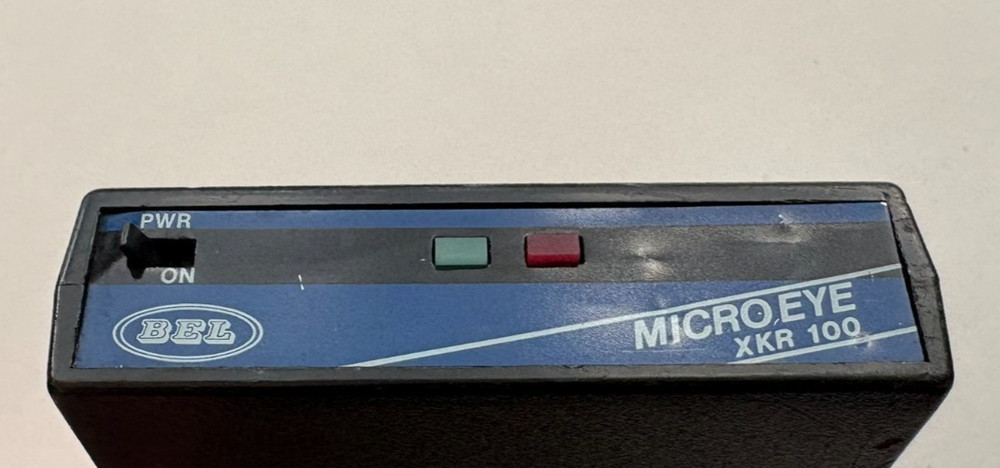 PWR
ON
BEL
MICRO EYE
XKR 100